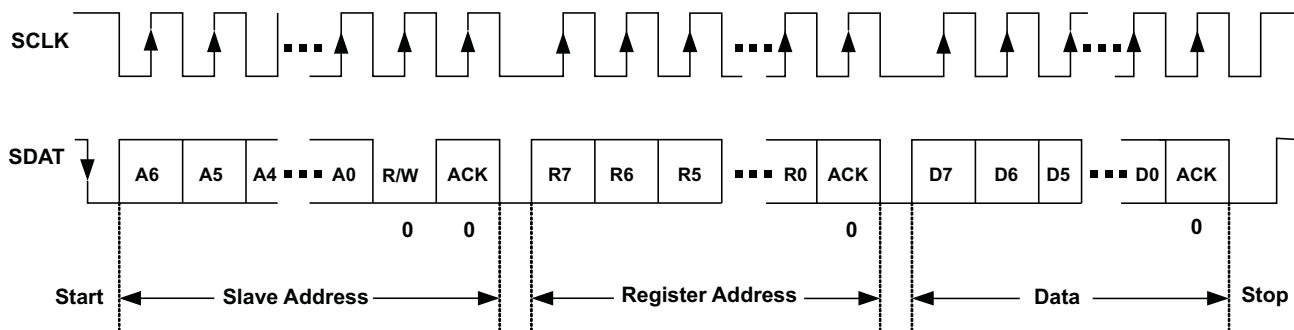 SCLK
SDAT
A6 A5 A4 A0 R/W ACK R7 R6 R5 R0 ACK D7 D6 D5 D0 ACK
0 0 0 0
Start Slave Address Register Address Data Stop